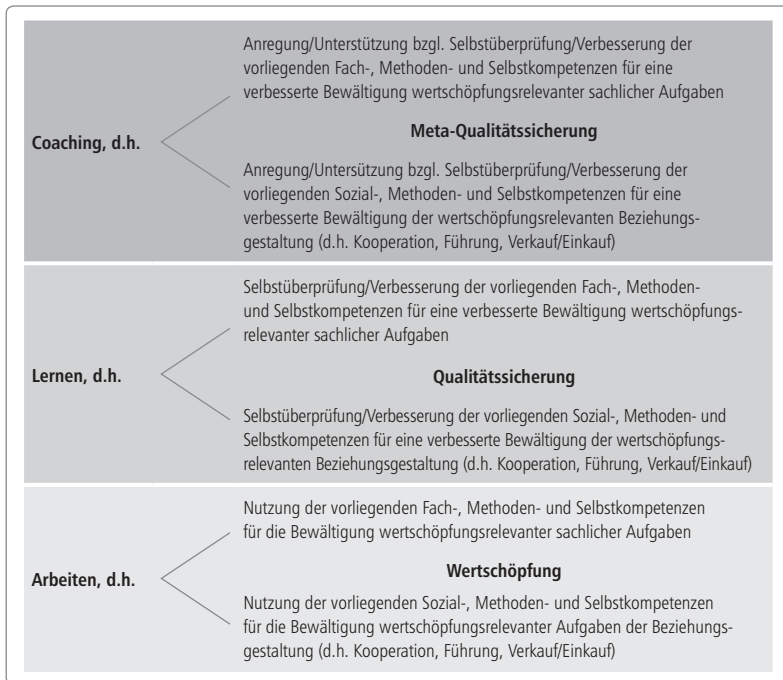 Anregung/Unterstützung bzgl. Selbstüberprüfung/Verbesserung der
vorliegenden Fach-, Methoden- und Selbstkompetenzen für eine
verbesserte Bewältigung wertschöpfungsrelevanter sachlicher Aufgaben
Coaching, d.h.
Meta-Qualitätssicherung
Anregung/Untersützung bzgl. Selbstüberprüfung/Verbesserung der
vorliegenden Sozial-, Methoden- und Selbstkompetenzen für eine
verbesserte Bewältigung der wertschöpfungsrelevanten Beziehungs-
gestaltung (d.h. Kooperation, Führung, Verkauf/Einkauf)
Selbstüberprüfung/Verbesserung der vorliegenden Fach-, Methoden-
und Selbstkompetenzen für eine verbesserte Bewältigung wertschöpfungs-
relevanter sachlicher Aufgaben
Lernen, d.h.
Qualitätssicherung
Selbstüberprüfung/Verbesserung der vorliegenden Sozial-, Methoden- und
Selbstkompetenzen für eine verbesserte Bewältigung der wertschöpfungs-
relevanten Beziehungsgestaltung (d.h. Kooperation, Führung, Verkauf/Einkauf)
Nutzung der vorliegenden Fach-, Methoden- und Selbstkompetenzen
für die Bewältigung wertschöpfungsrelevanter sachlicher Aufgaben
Arbeiten, d.h.
Wertschöpfung
Nutzung der vorliegenden Sozial-, Methoden- und Selbstkompetenzen
für die Bewältigung wertschöpfungsrelevanter Aufgaben der Beziehungs-
gestaltung (d.h. Kooperation, Führung, Verkauf/Einkauf)